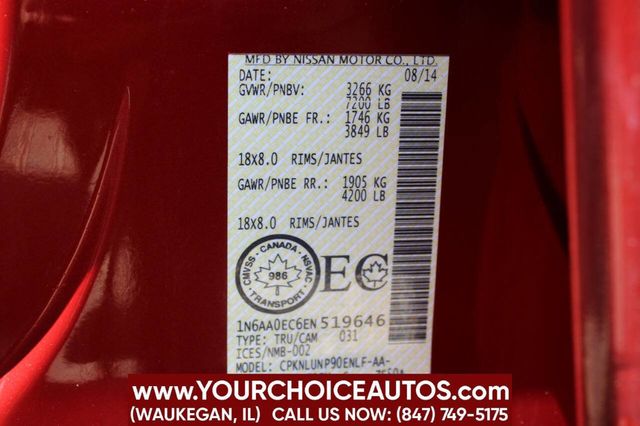 MFD BY NISSAN MOTOR CO., LTD.
DATE: 08/14
GVWR/PNBV: 3266 KG
7200 LB
GAWR/PNBE FR.: 1746 KG
3849 LB
18x8.0 RIMS/JANTES
GAWR/PNBE RR.: 1905 KG
4200 LB
18x8.0 RIMS/JANTES
CMVSS · CANADA · NSVAC
986
TRANSPORT
EC
1N6AA0EC6EN519646
TYPE: TRU/CAM 031
ICES/NMB-002
MODEL: CPKNLUNP90ENLF-AA-
WWW.YOURCHOICEAUTOS.COM
(WAUKEGAN, IL) CALL US FOR DETAILS: (847) 749-5175